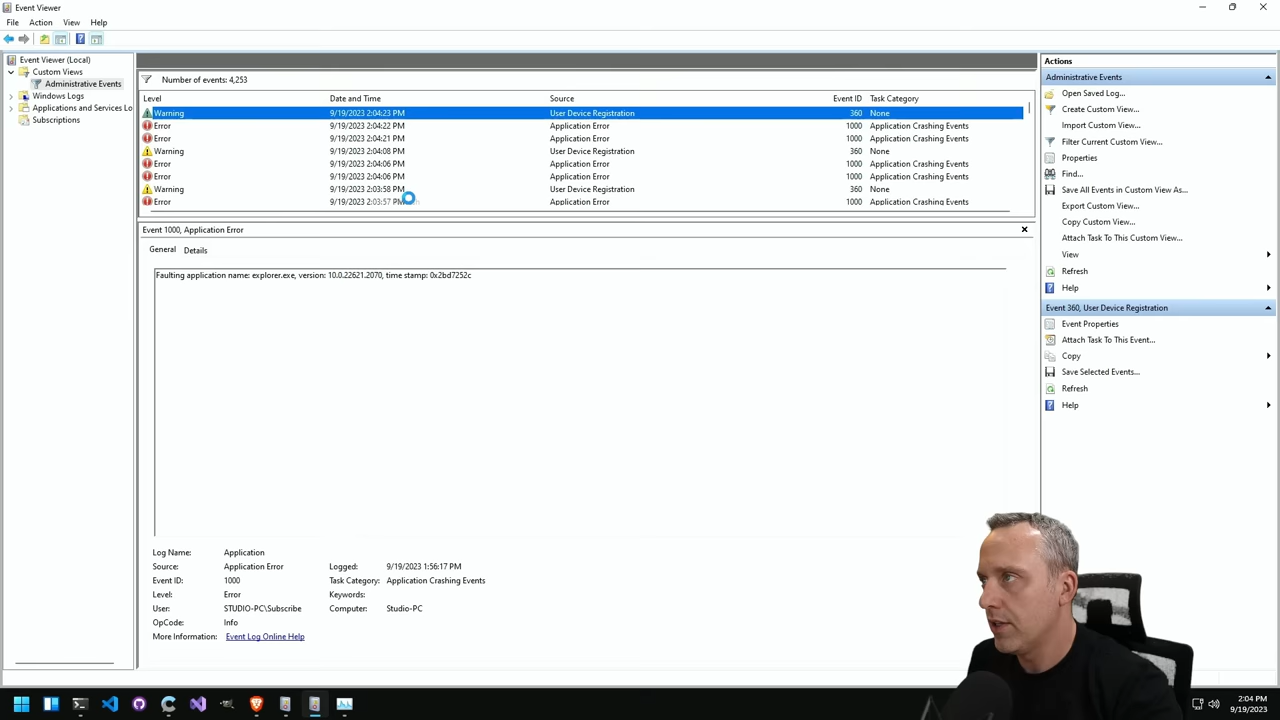 Event Viewer
File Action View Help
Event Viewer (Local)
Custom Views
Administrative Events
Windows Logs
Applications and Services Lo
Subscriptions
Number of events: 4,253
Level Date and Time Source Event ID Task Category
Warning 9/19/2023 2:04:23 PM User Device Registration 360 None
Error 9/19/2023 2:04:22 PM Application Error 1000 Application Crashing Events
Error 9/19/2023 2:04:21 PM Application Error 1000 Application Crashing Events
Warning 9/19/2023 2:04:08 PM User Device Registration 360 None
Error 9/19/2023 2:04:06 PM Application Error 1000 Application Crashing Events
Error 9/19/2023 2:04:06 PM Application Error 1000 Application Crashing Events
Warning 9/19/2023 2:03:58 PM User Device Registration 360 None
Error 9/19/2023 2:03:57 PM Application Error 1000 Application Crashing Events
Event 1000, Application Error
General Details
Faulting application name: explorer.exe, version: 10.0.22621.2070, time stamp: 0x2bd7252c
Log Name: Application
Source: Application Error Logged: 9/19/2023 1:56:17 PM
Event ID: 1000 Task Category: Application Crashing Events
Level: Error Keywords:
User: STUDIO-PC\Subscribe Computer: Studio-PC
OpCode: Info
More Information: Event Log Online Help
Actions
Administrative Events
Open Saved Log...
Create Custom View...
Import Custom View...
Filter Current Custom View...
Properties
Find...
Save All Events in Custom View As...
Export Custom View...
Copy Custom View...
Attach Task To This Custom View...
View
Refresh
Help
Event 360, User Device Registration
Event Properties
Attach Task To This Event...
Copy
Save Selected Events...
Refresh
Help
2:04 PM
9/19/2023